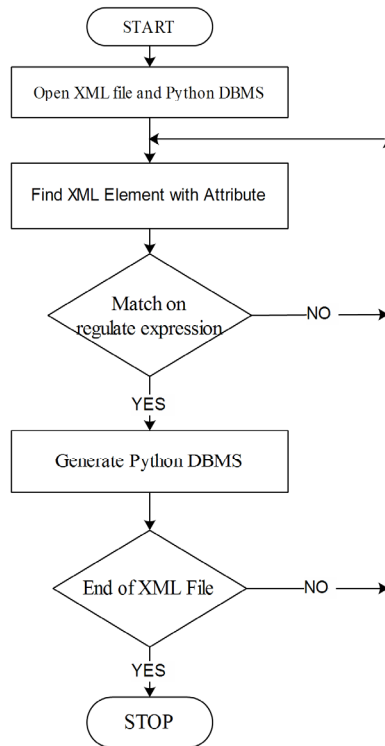 START
Open XML file and Python DBMS
Find XML Element with Attribute
Match on
regulate expression
NO
YES
Generate Python DBMS
End of XML File
NO
YES
STOP